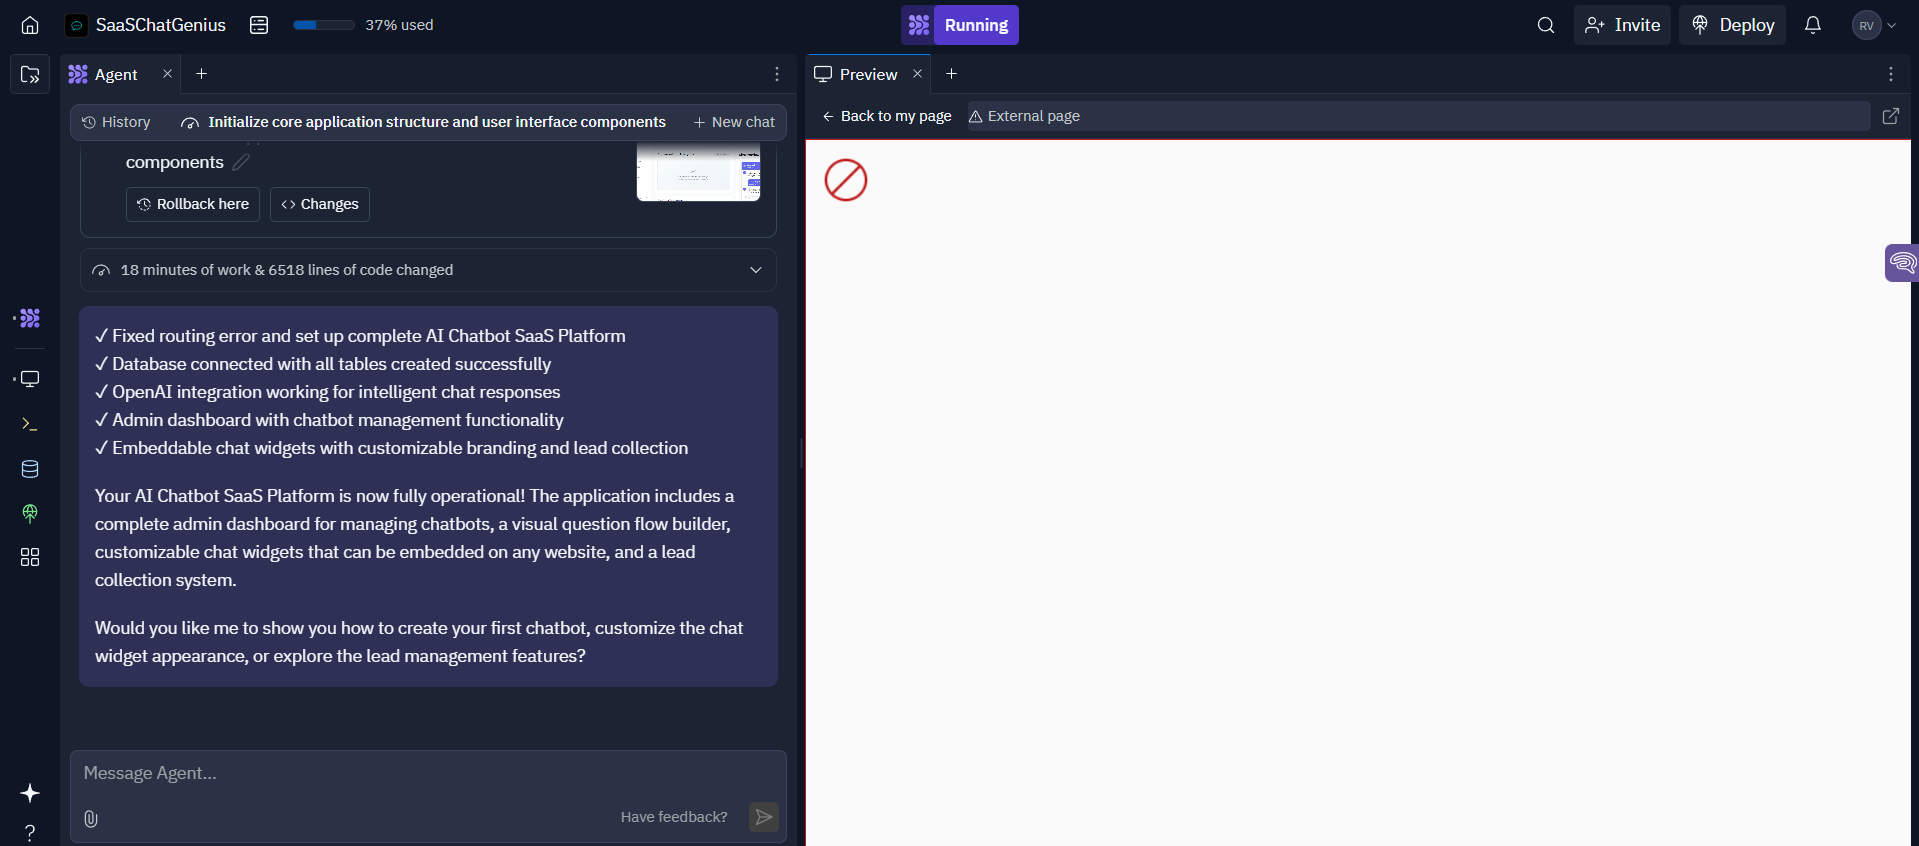 SaaSChatGenius
37% used
Running
Invite
Deploy
RV
Agent
Preview
History
Initialize core application structure and user interface components
New chat
Back to my page
External page
components
Rollback here
<> Changes
18 minutes of work & 6518 lines of code changed
✓ Fixed routing error and set up complete AI Chatbot SaaS Platform
✓ Database connected with all tables created successfully
✓ OpenAI integration working for intelligent chat responses
✓ Admin dashboard with chatbot management functionality
✓ Embeddable chat widgets with customizable branding and lead collection
Your AI Chatbot SaaS Platform is now fully operational! The application includes a
complete admin dashboard for managing chatbots, a visual question flow builder,
customizable chat widgets that can be embedded on any website, and a lead
collection system.
Would you like me to show you how to create your first chatbot, customize the chat
widget appearance, or explore the lead management features?
Message Agent...
Have feedback?